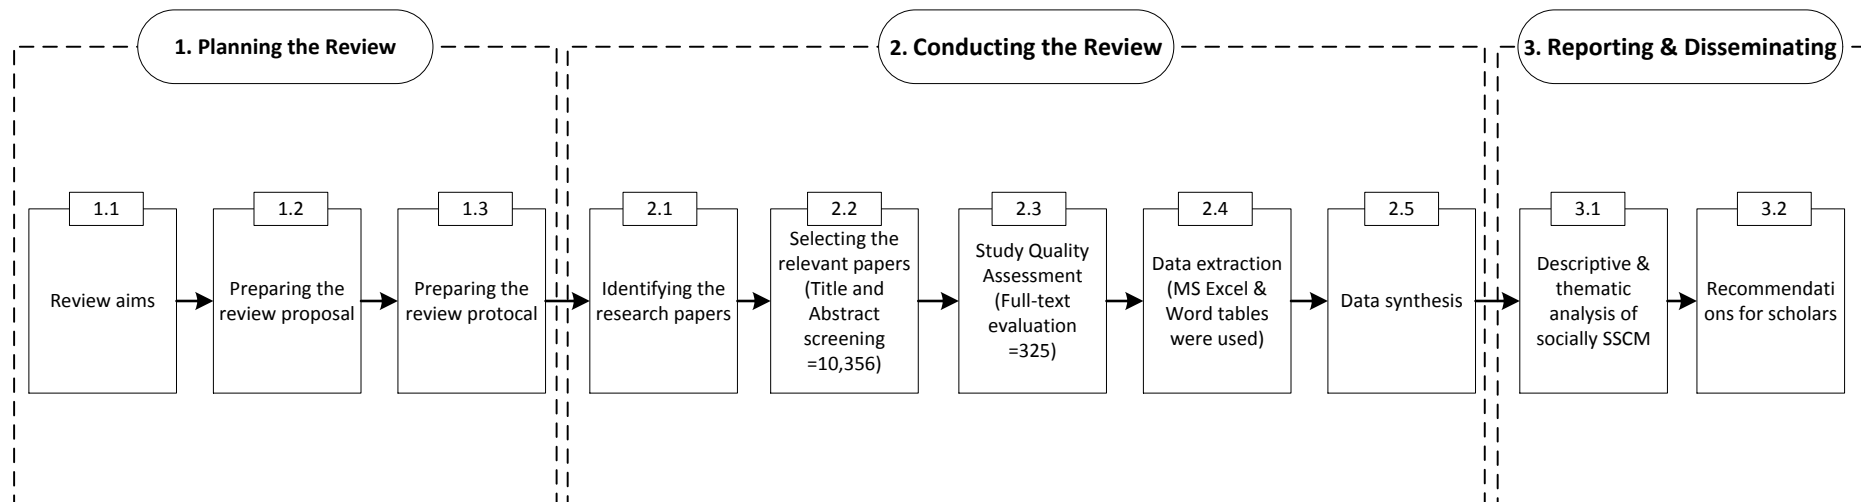 1. Planning the Review
2. Conducting the Review
3. Reporting & Disseminating
1.1
Review aims
1.2
Preparing the
review proposal
1.3
Preparing the
review protocal
2.1
Identifying the
research papers
2.2
Selecting the
relevant papers
(Title and
Abstract
screening
=10,356)
2.3
Study Quality
Assessment
(Full-text
evaluation
=325)
2.4
Data extraction
(MS Excel &
Word tables
were used)
2.5
Data synthesis
3.1
Descriptive &
thematic
analysis of
socially SSCM
3.2
Recommendati
ons for scholars